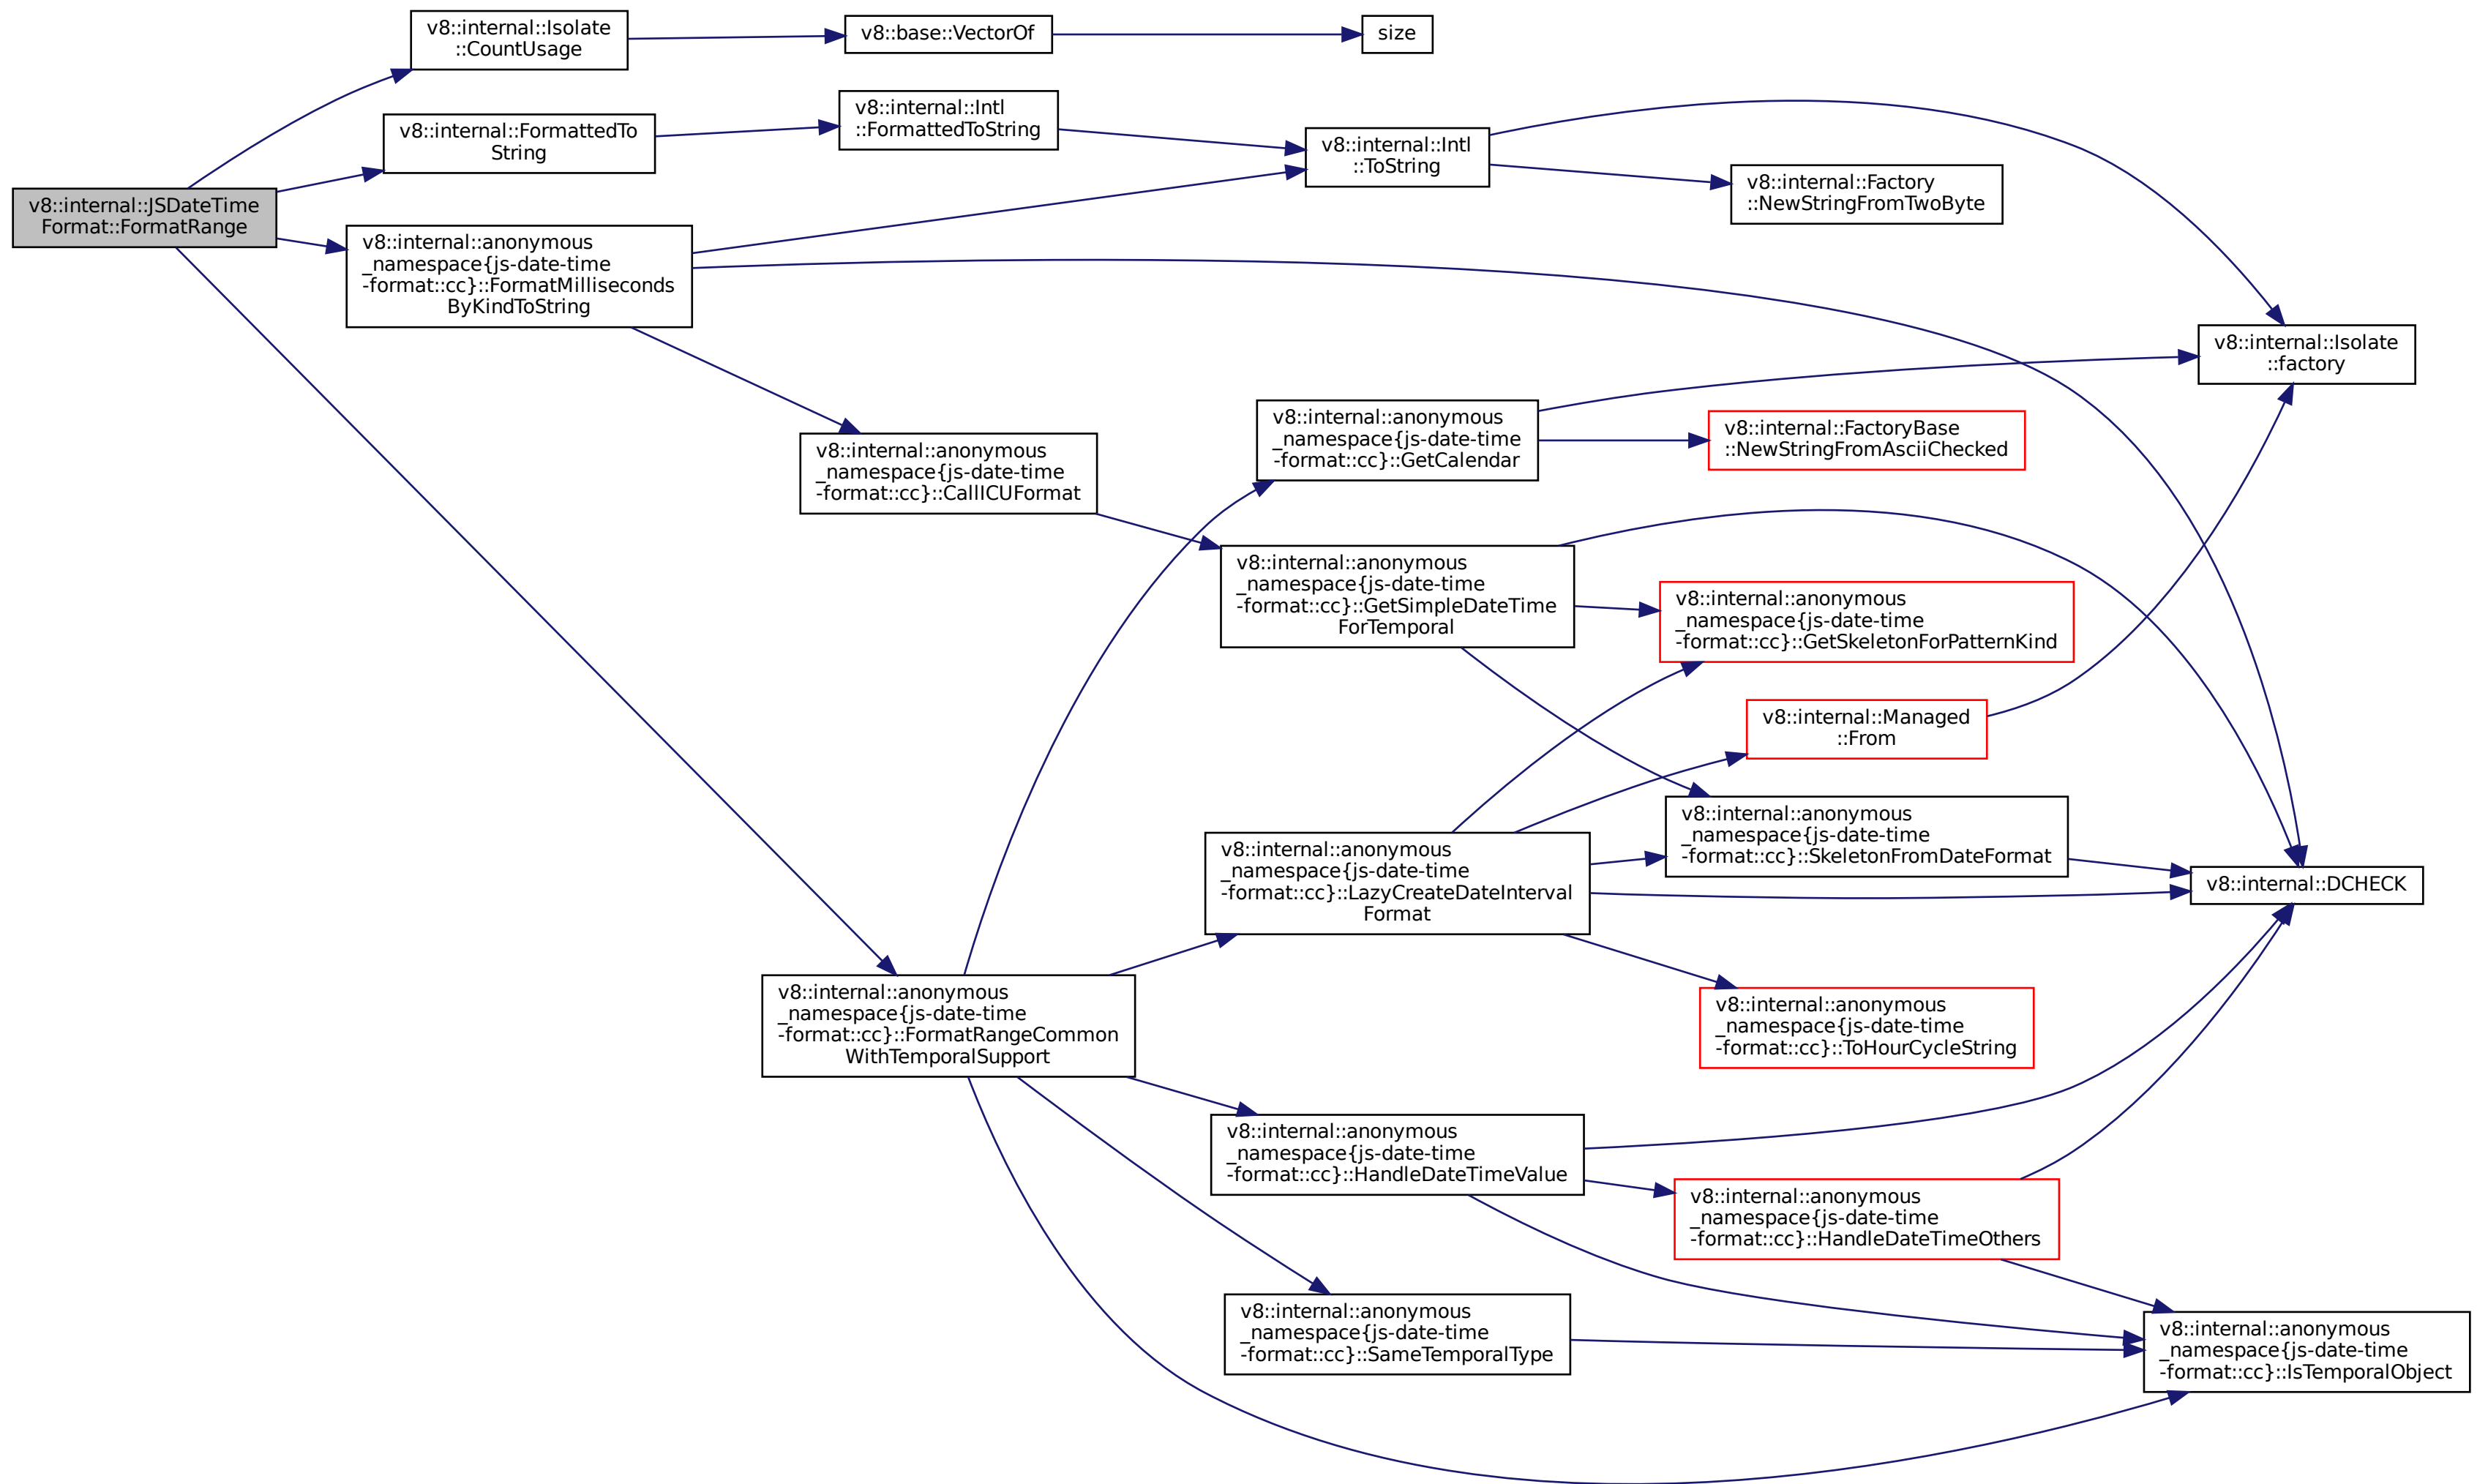 v8::internal::JSDateTime
Format::FormatRange
v8::internal::Isolate
::CountUsage
v8::base::VectorOf
size
v8::internal::FormattedTo
String
v8::internal::Intl
::FormattedToString
v8::internal::Intl
::ToString
v8::internal::Factory
::NewStringFromTwoByte
v8::internal::anonymous
_namespace{js-date-time
-format::cc}::FormatMilliseconds
ByKindToString
v8::internal::Isolate
::factory
v8::internal::anonymous
_namespace{js-date-time
-format::cc}::CallICUFormat
v8::internal::anonymous
_namespace{js-date-time
-format::cc}::GetCalendar
v8::internal::FactoryBase
::NewStringFromAsciiChecked
v8::internal::anonymous
_namespace{js-date-time
-format::cc}::GetSimpleDateTime
ForTemporal
v8::internal::anonymous
_namespace{js-date-time
-format::cc}::GetSkeletonForPatternKind
v8::internal::Managed
::From
v8::internal::anonymous
_namespace{js-date-time
-format::cc}::SkeletonFromDateFormat
v8::internal::anonymous
_namespace{js-date-time
-format::cc}::LazyCreateDateInterval
Format
v8::internal::DCHECK
v8::internal::anonymous
_namespace{js-date-time
-format::cc}::FormatRangeCommon
WithTemporalSupport
v8::internal::anonymous
_namespace{js-date-time
-format::cc}::ToHourCycleString
v8::internal::anonymous
_namespace{js-date-time
-format::cc}::HandleDateTimeValue
v8::internal::anonymous
_namespace{js-date-time
-format::cc}::HandleDateTimeOthers
v8::internal::anonymous
_namespace{js-date-time
-format::cc}::SameTemporalType
v8::internal::anonymous
_namespace{js-date-time
-format::cc}::IsTemporalObject